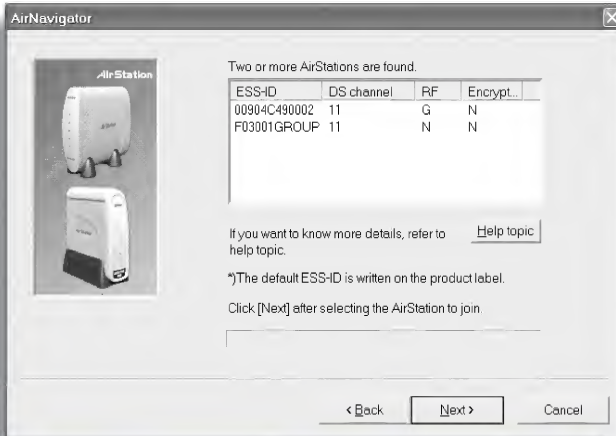 AirNavigator
AirStation
Two or more AirStations are found.
ESS-ID DS channel RF Encrypt...
00904C490002 11 G N
F03001GROUP 11 N N
If you want to know more details, refer to
help topic.
Help topic
*)The default ESS-ID is written on the product label.
Click [Next] after selecting the AirStation to join
< Back Next > Cancel